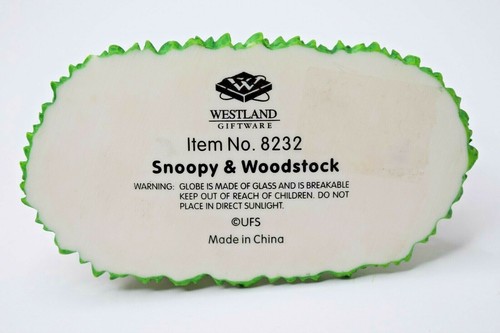 WESTLAND
GIFTWARE
Item No. 8232
Snoopy & Woodstock
WARNING: GLOBE IS MADE OF GLASS AND IS BREAKABLE
KEEP OUT OF REACH OF CHILDREN. DO NOT
PLACE IN DIRECT SUNLIGHT.
©UFS
Made in China